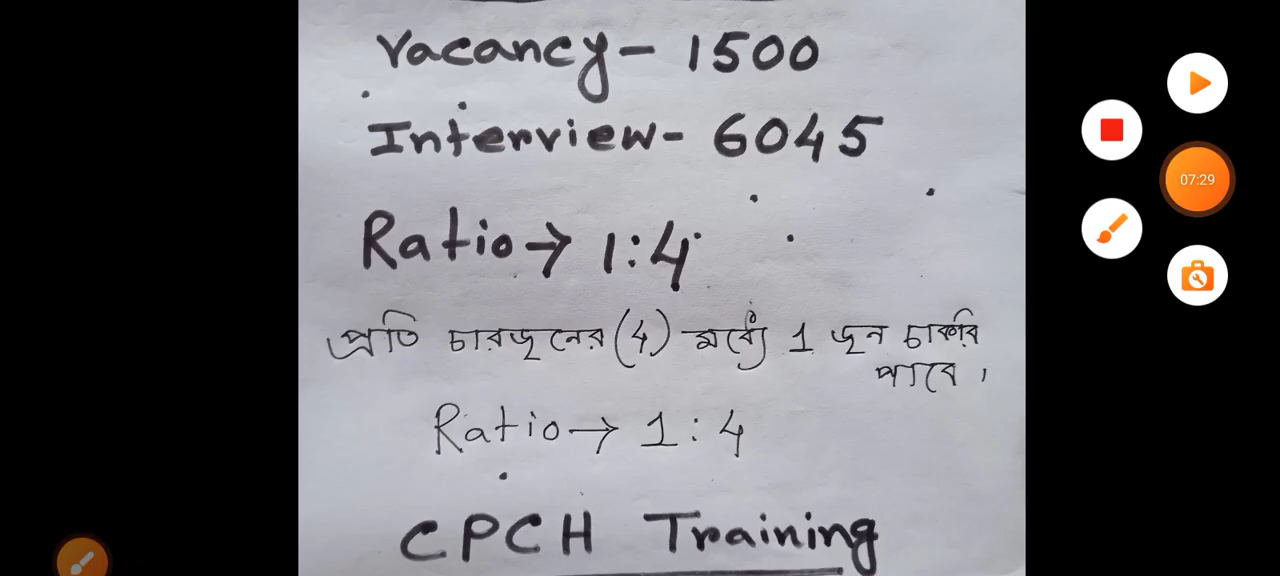 Vacancy- 1500
Interview- 6045
Ratio→ 1:4
প্রতি চারজনের (4) মধ্যে 1 জন চাকরি
পাবে।
Ratio→ 1:4
CPCH Training
07:29